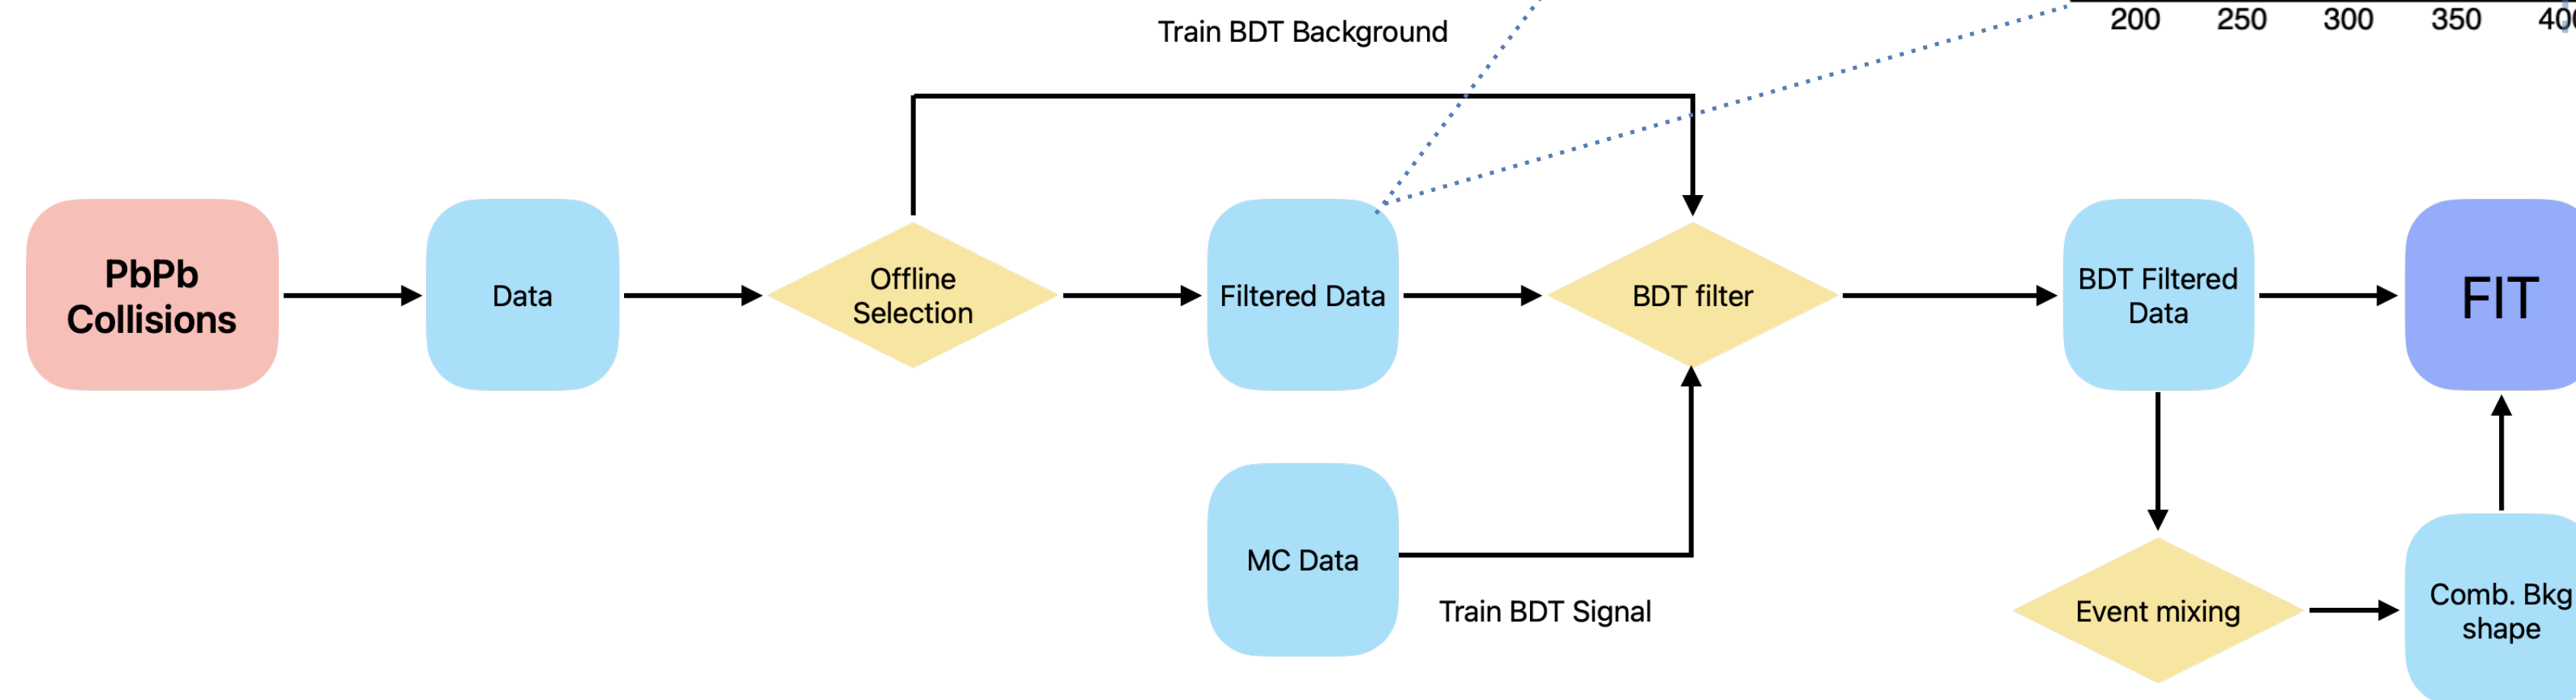 Train BDT Background
200 250 300 350
PbPb
Collisions
Data
Offline
Selection
Filtered Data
BDT filter
BDT Filtered
Data
FIT
MC Data
Train BDT Signal
Event mixing
Comb. Bkg
shape